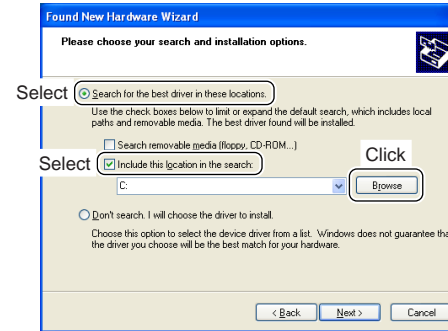 Found New Hardware Wizard
Please choose your search and installation options.
Select
Search for the best driver in these locations.
Use the check boxes below to limit or expand the default search, which includes local
paths and removable media. The best driver found will be installed.
Search removable media (floppy, CD-ROM...)
Select
Include this location in the search:
Click
C:
Browse
Don't search. I will choose the driver to install.
Choose this option to select the device driver from a list. Windows does not guarantee tha
the driver you choose will be the best match for your hardware.
< Back
Next >
Cancel